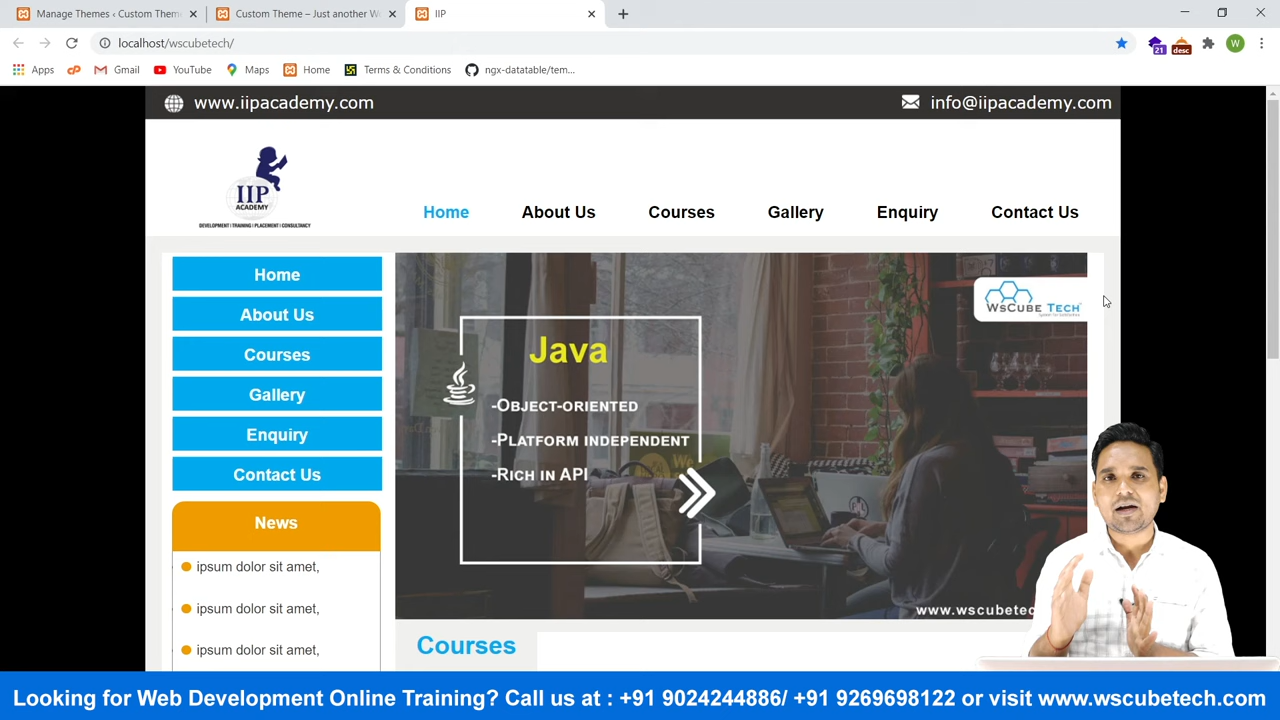 Manage Themes ‹ Custom Them
Custom Theme – Just another W
IIP
localhost/wscubetech/
21
desc
W
Apps
Gmail
YouTube
Maps
Home
Terms & Conditions
ngx-datatable/tem...
www.iipacademy.com
info@iipacademy.com
IIP
ACADEMY
DEVELOPMENT | TRAINING | PLACEMENT | CONSULTANCY
Home
About Us
Courses
Gallery
Enquiry
Contact Us
Home
About Us
Courses
Gallery
Enquiry
Contact Us
News
ipsum dolor sit amet,
ipsum dolor sit amet,
ipsum dolor sit amet,
WsCube Tech
Java
-Object-oriented
-Platform independent
-Rich in API
www.wscubetec
Courses
Looking for Web Development Online Training? Call us at : +91 9024244886/ +91 9269698122 or visit www.wscubetech.com